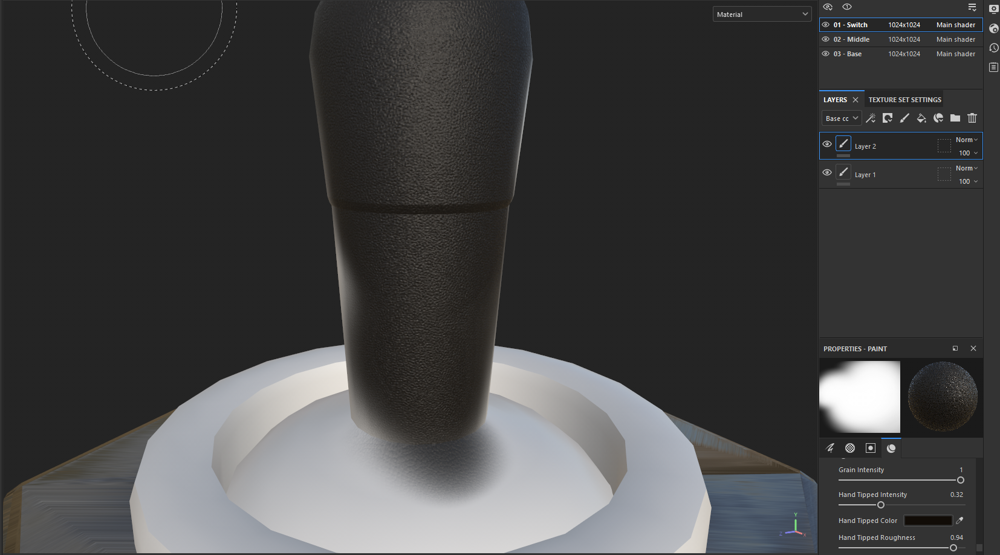 Material
1
01 - Switch 1024x1024 Main shader
02 - Middle 1024x1024 Main shader
03 - Base 1024x1024 Main shader
LAYERS TEXTURE SET SETTINGS
Base cc
Layer 2 Norm
100
Layer 1 Norm
100
PROPERTIES - PAINT
Grain Intensity 1
Hand Tipped Intensity 0.32
Hand Tipped Color
Hand Tipped Roughness 0.94
Y
Z X